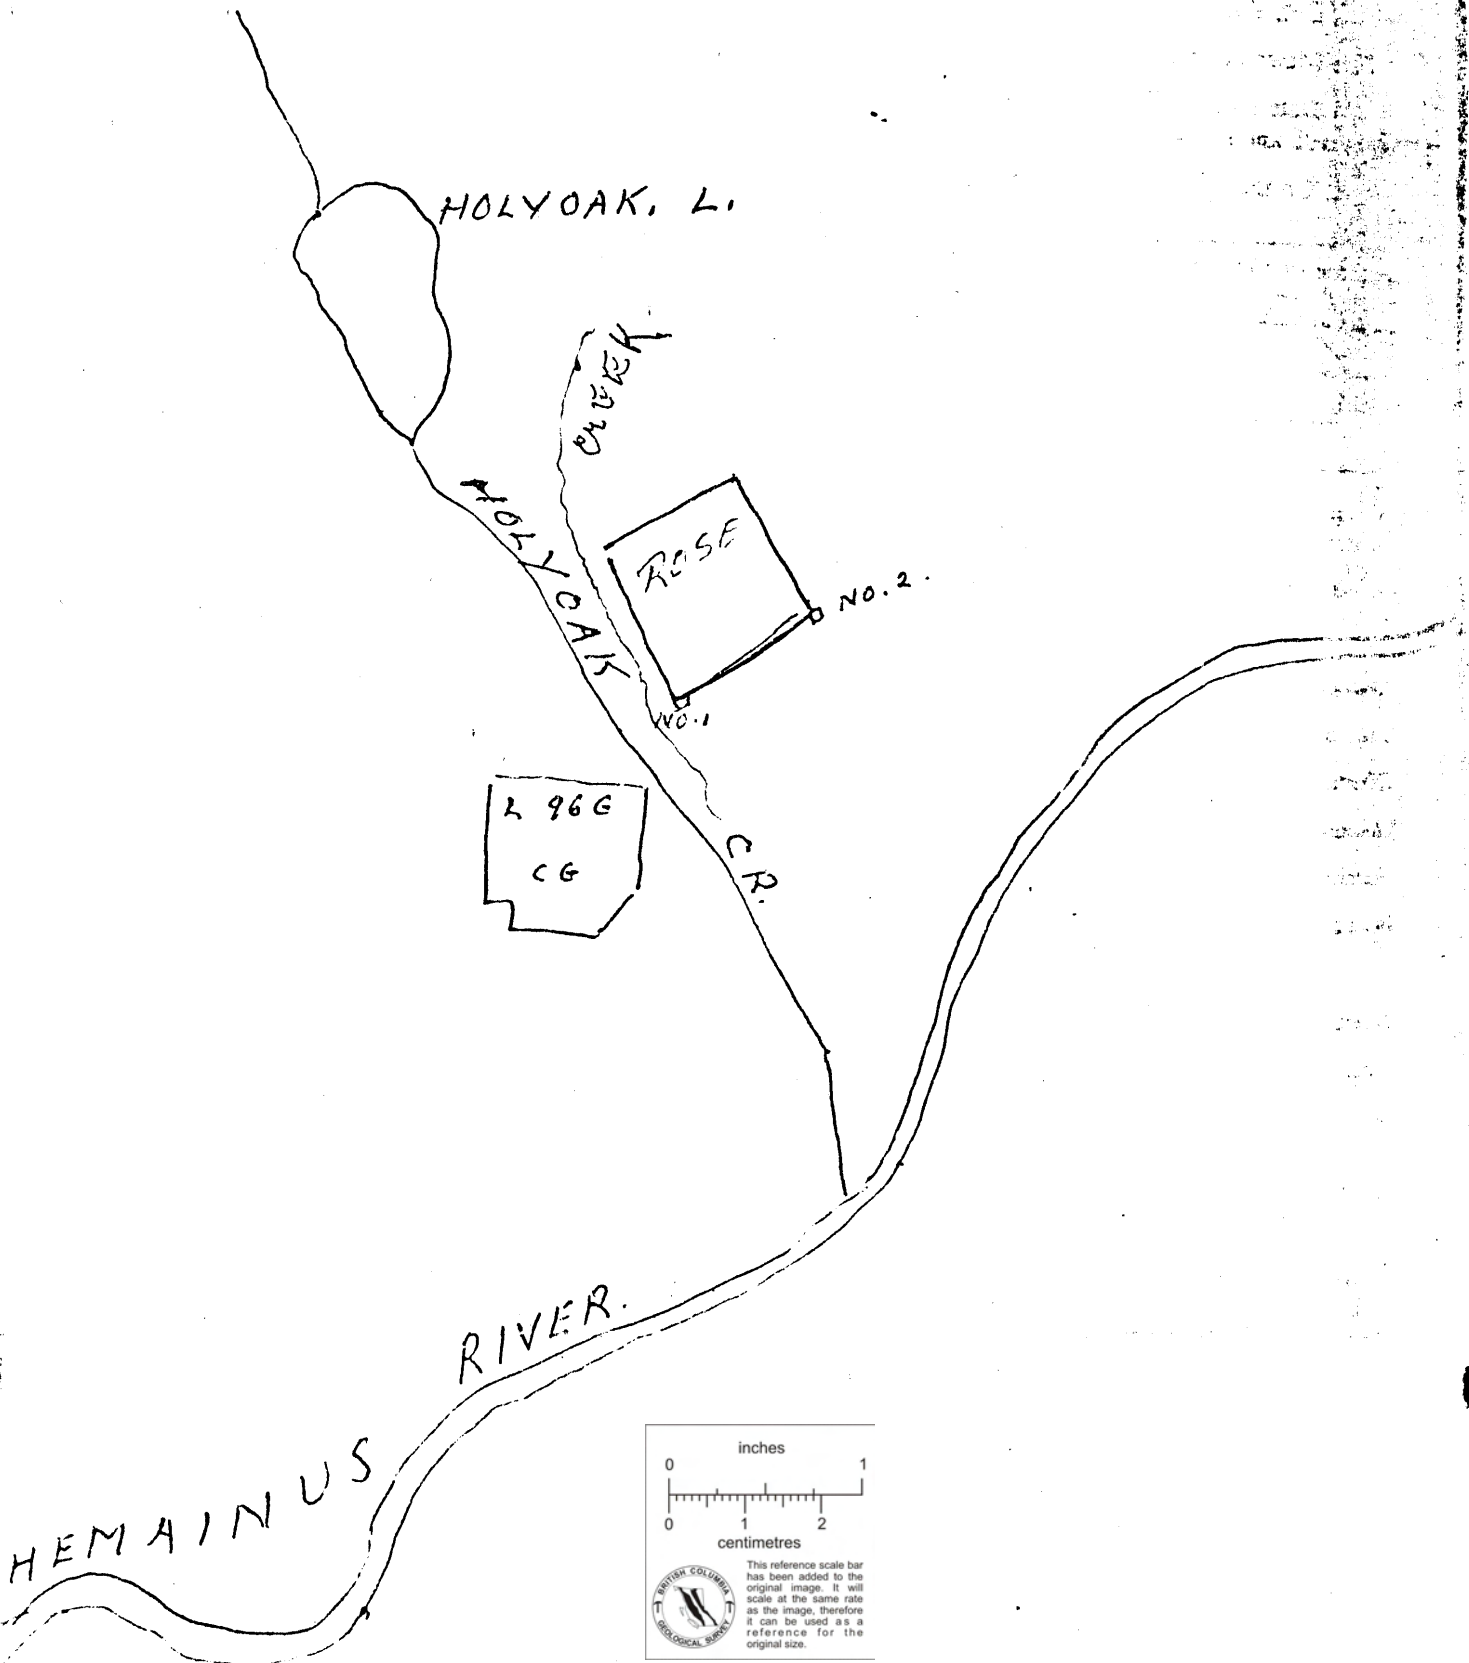 HOLYOAK. L.
CREEK
HOLYOAK CR.
ROSE
NO. 2.
NO. 1
L 96 G
C G
HEMAINUS RIVER.
inches
0 1
0 1 2
centimetres
This reference scale bar
has been added to the
original image. It will
scale at the same rate
as the image, therefore
it can be used as a
reference for the
original size.
BRITISH COLUMBIA
GEOLOGICAL SURVEY